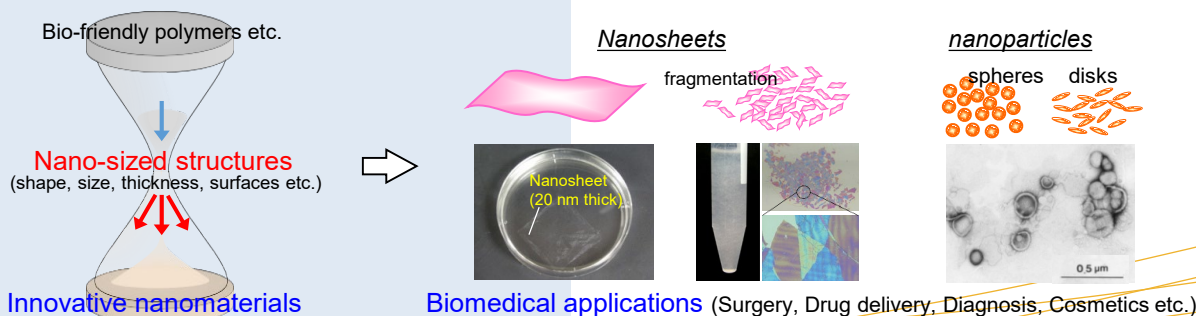 Bio-friendly polymers etc.
Nano-sized structures
(shape, size, thickness, surfaces etc.)
Innovative nanomaterials
Nanosheets
fragmentation
Nanosheet
(20 nm thick)
nanoparticles
spheres disks
0.5 μm
Biomedical applications (Surgery, Drug delivery, Diagnosis, Cosmetics etc.)